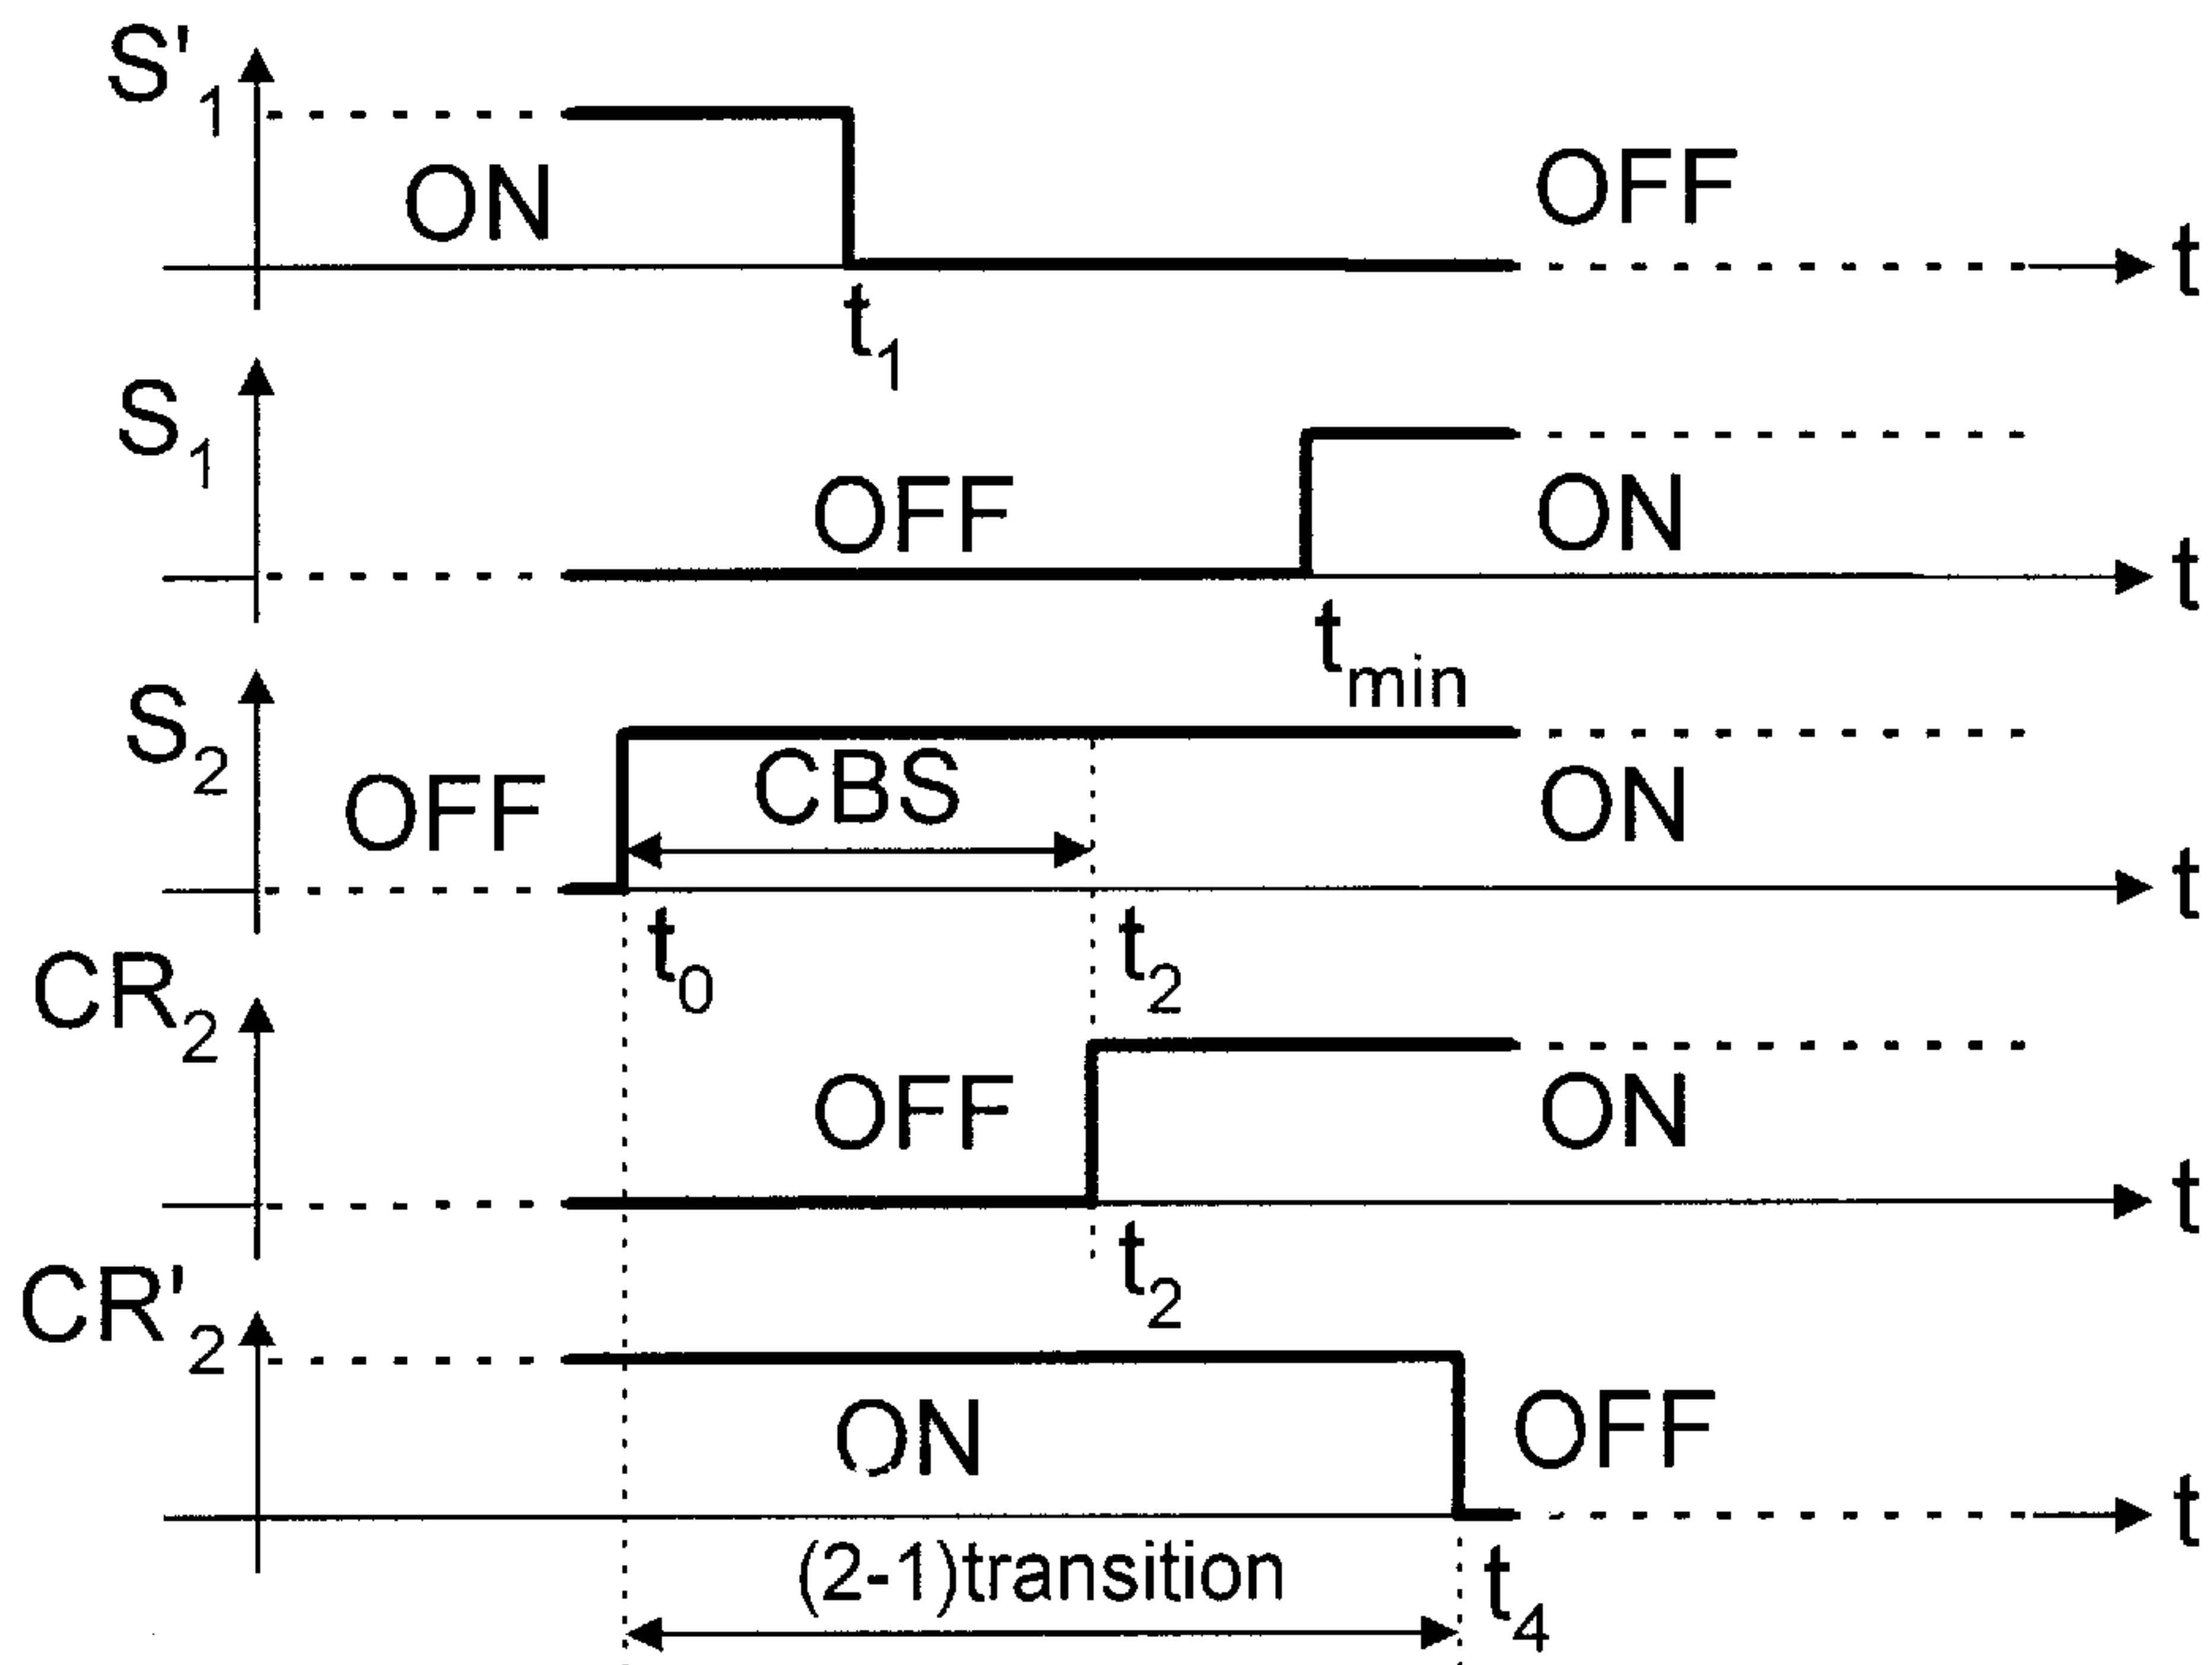 S'1
ON
OFF
t
t1
S1
OFF
ON
t
tmin
S2
OFF
CBS
ON
t
t0
t2
CR2
OFF
ON
t
t2
CR'2
ON
OFF
t
(2-1)transition
t4